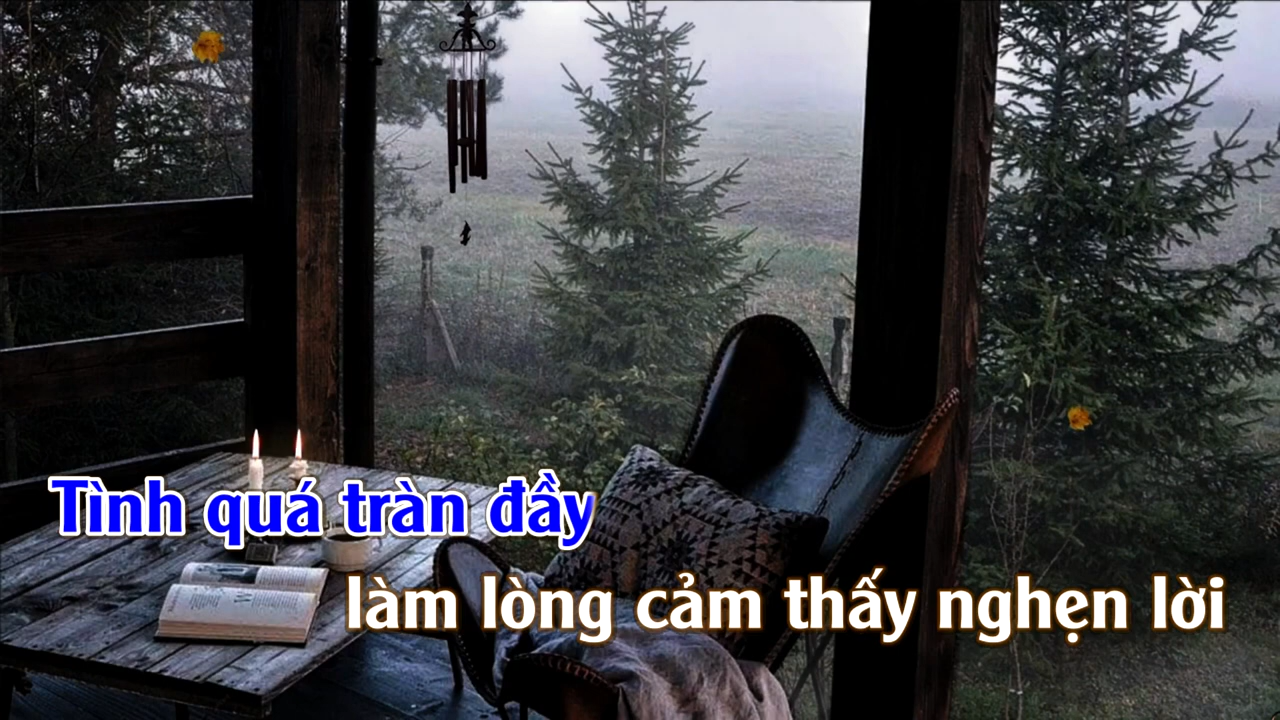 Tình quá tràn đầy
làm lòng cảm thấy nghẹn lời